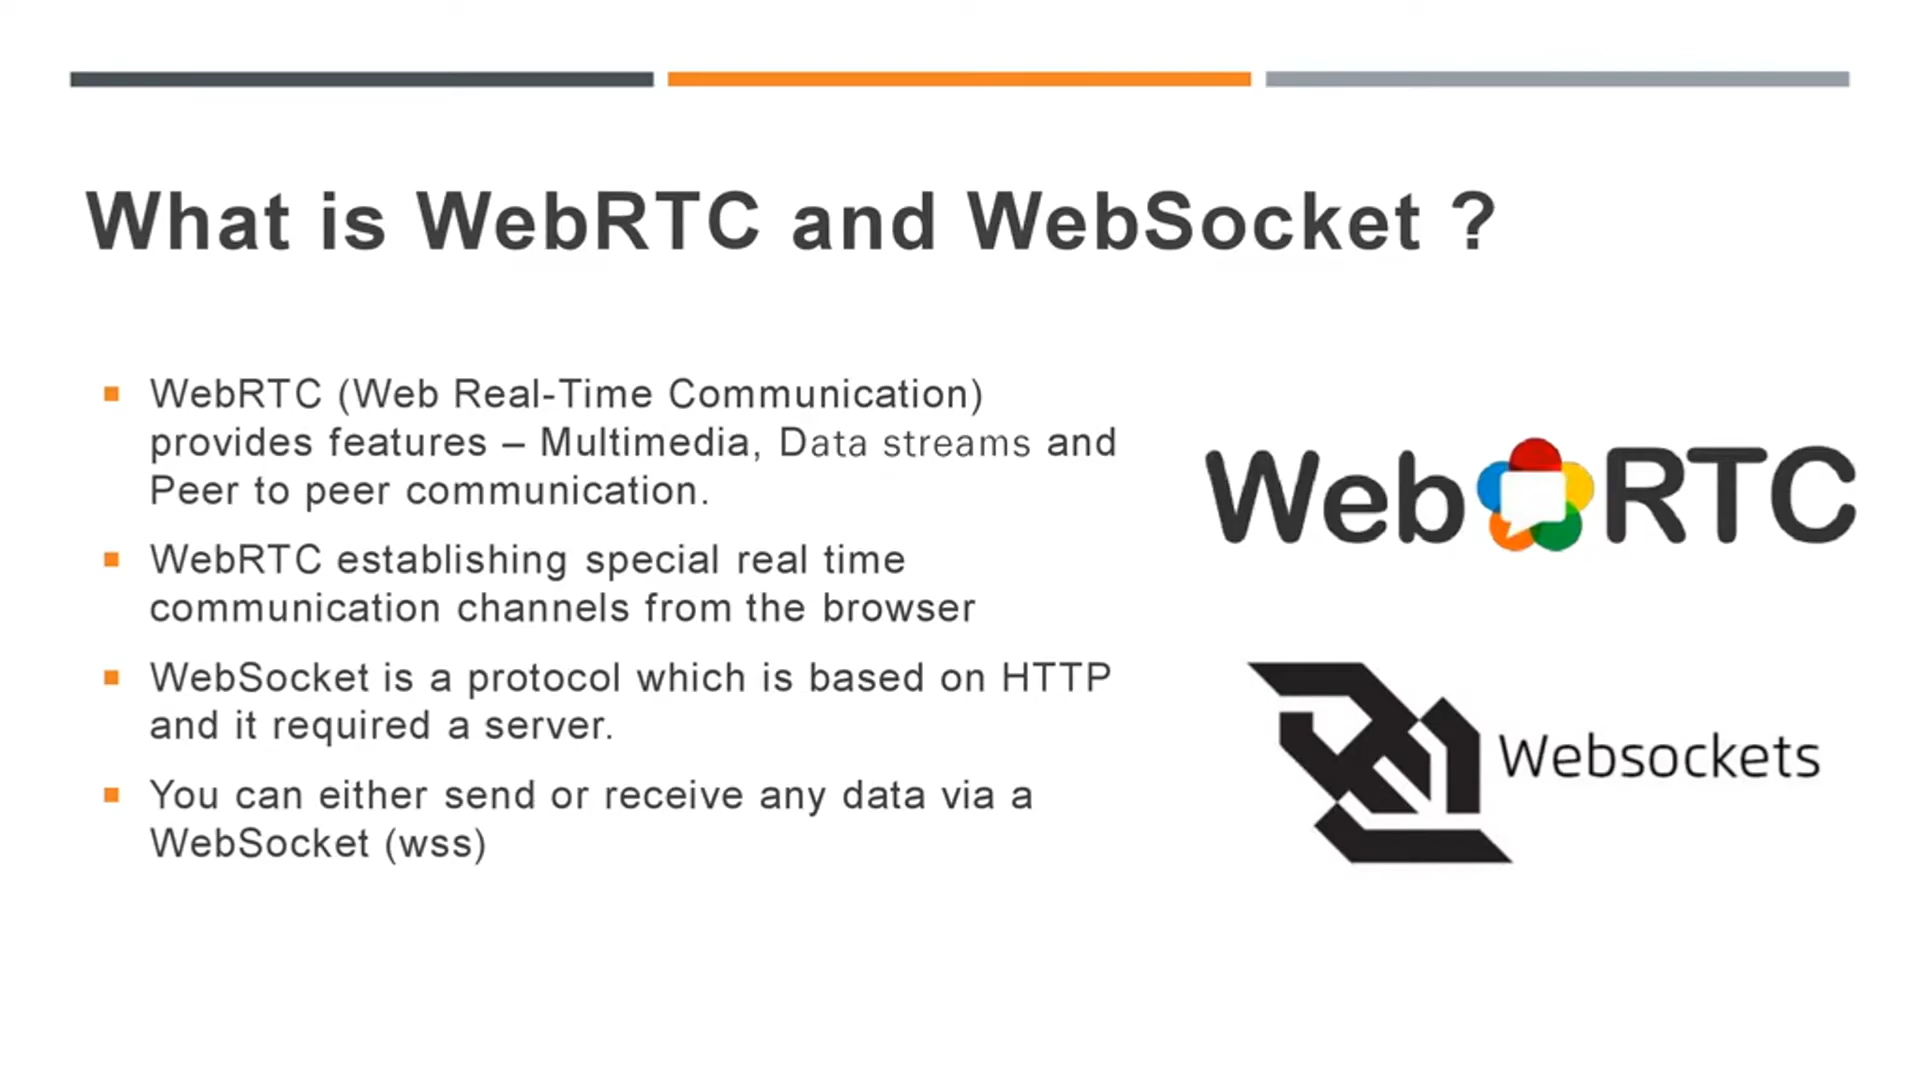 What is WebRTC and WebSocket ?
WebRTC (Web Real-Time Communication)
provides features – Multimedia, Data streams and
Peer to peer communication.
WebRTC establishing special real time
communication channels from the browser
WebSocket is a protocol which is based on HTTP
and it required a server.
You can either send or receive any data via a
WebSocket (wss)
Web RTC
Websockets